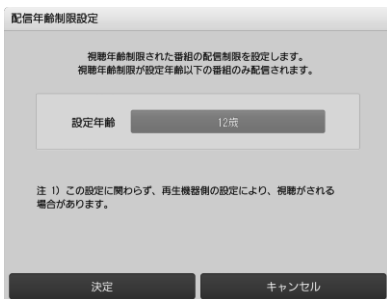 配信年齢制限設定
視聴年齢制限された番組の配信制限を設定します。
視聴年齢制限が設定年齢以下の番組のみ配信されます。
設定年齢
12歳
注 1) この設定に関わらず、再生機器側の設定により、視聴がされる
場合があります。
決定
キャンセル